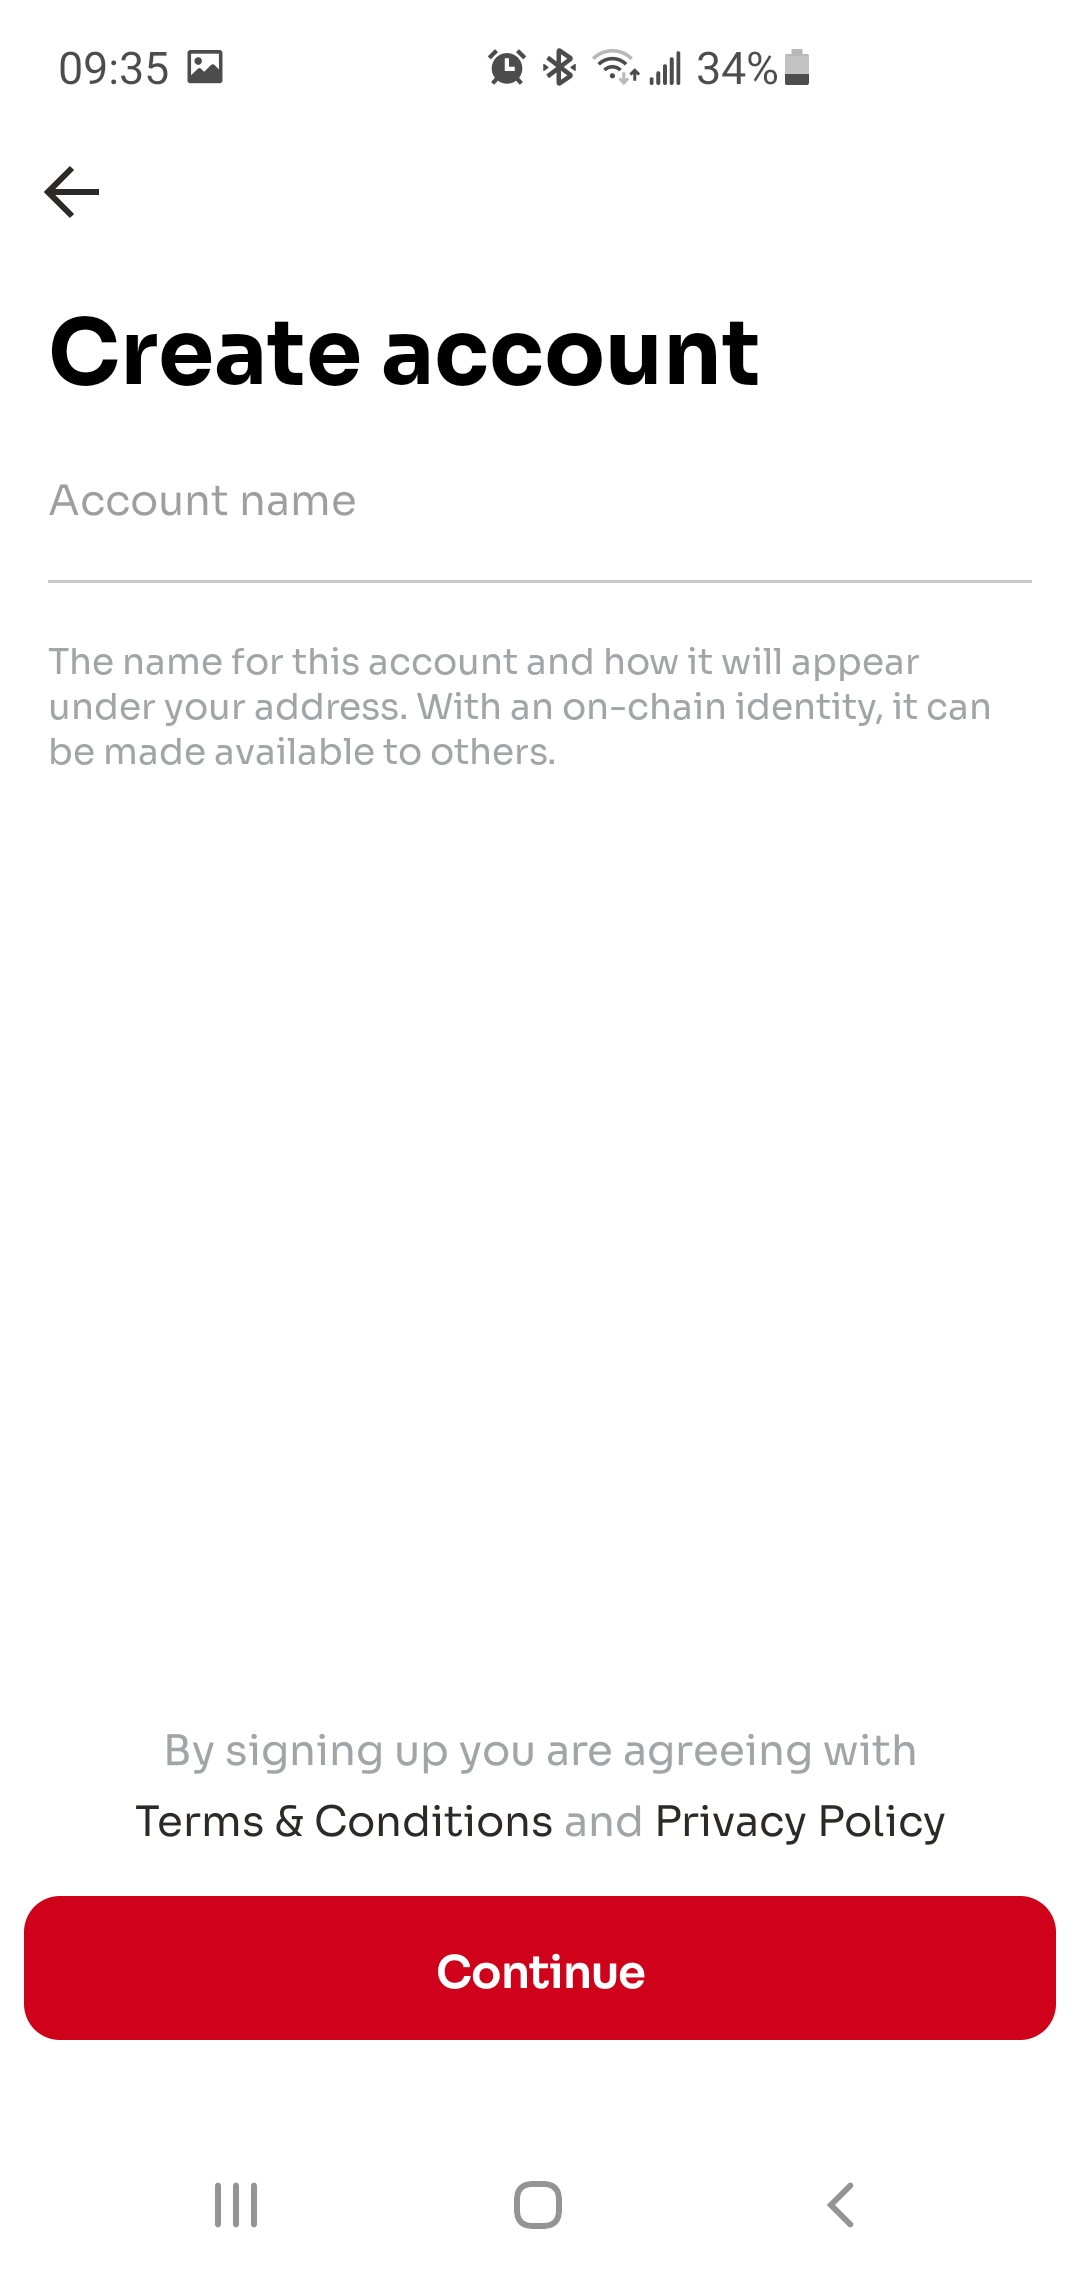 09:35 34%
Create account
Account name
The name for this account and how it will appear
under your address. With an on-chain identity, it can
be made available to others.
By signing up you are agreeing with
Terms & Conditions and Privacy Policy
Continue